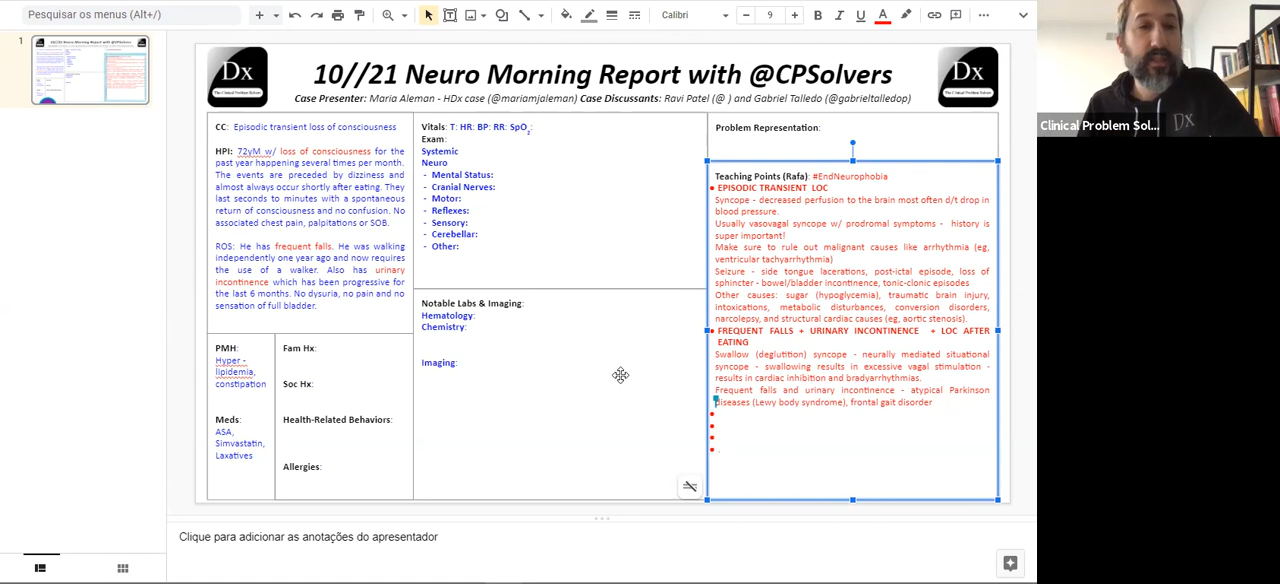 Pesquisar os menus (Alt+/)
Calibri
9
B I U A
1
Dx
The Clinical Problem Solvers
10//21 Neuro Morning Report with @CPSolvers
Case Presenter: Maria Aleman - HDx case (@mariamjaleman) Case Discussants: Ravi Patel (@ ) and Gabriel Talledo (@gabrieltalledop)
Dx
The Clinical Problem Solvers
CC: Episodic transient loss of consciousness
HPI: 72yM w/ loss of consciousness for the
past year happening several times per month.
The events are preceded by dizziness and
almost always occur shortly after eating. They
last seconds to minutes with a spontaneous
return of consciousness and no confusion. No
associated chest pain, palpitations or SOB.
ROS: He has frequent falls. He was walking
independently one year ago and now requires
the use of a walker. Also has urinary
incontinence which has been progressive for
the last 6 months. No dysuria, no pain and no
sensation of full bladder.
PMH:
Hyper -
lipidemia,
constipation
Meds:
ASA,
Simvastatin,
Laxatives
Fam Hx:
Soc Hx:
Health-Related Behaviors:
Allergies:
Vitals: T: HR: BP: RR: SpO2:
Exam:
Systemic
Neuro
- Mental Status:
- Cranial Nerves:
- Motor:
- Reflexes:
- Sensory:
- Cerebellar:
- Other:
Notable Labs & Imaging:
Hematology:
Chemistry:
Imaging:
Problem Representation:
Teaching Points (Rafa): #EndNeurophobia
• EPISODIC TRANSIENT LOC
Syncope - decreased perfusion to the brain most often d/t drop in
blood pressure.
Usually vasovagal syncope w/ prodromal symptoms - history is
super important!
Make sure to rule out malignant causes like arrhythmia (eg,
ventricular tachyarrhythmia)
Seizure - side tongue lacerations, post-ictal episode, loss of
sphincter - bowel/bladder incontinence, tonic-clonic episodes
Other causes: sugar (hypoglycemia), traumatic brain injury,
intoxications, metabolic disturbances, conversion disorders,
narcolepsy, and structural cardiac causes (eg, aortic stenosis).
• FREQUENT FALLS + URINARY INCONTINENCE + LOC AFTER
EATING
Swallow (deglutition) syncope - neurally mediated situational
syncope - swallowing results in excessive vagal stimulation -
results in cardiac inhibition and bradyarrhythmias.
Frequent falls and urinary incontinence - atypical Parkinson
diseases (Lewy body syndrome), frontal gait disorder
•
•
•
• .
Clique para adicionar as anotações do apresentador
Dx
Clinical Problem Sol...